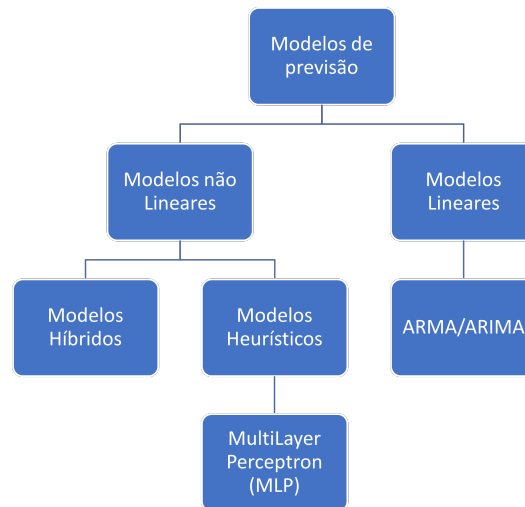 Modelos de
previsão
Modelos não
Lineares
Modelos
Lineares
Modelos
Híbridos
Modelos
Heurísticos
ARMA/ARIMA
MultiLayer
Perceptron
(MLP)